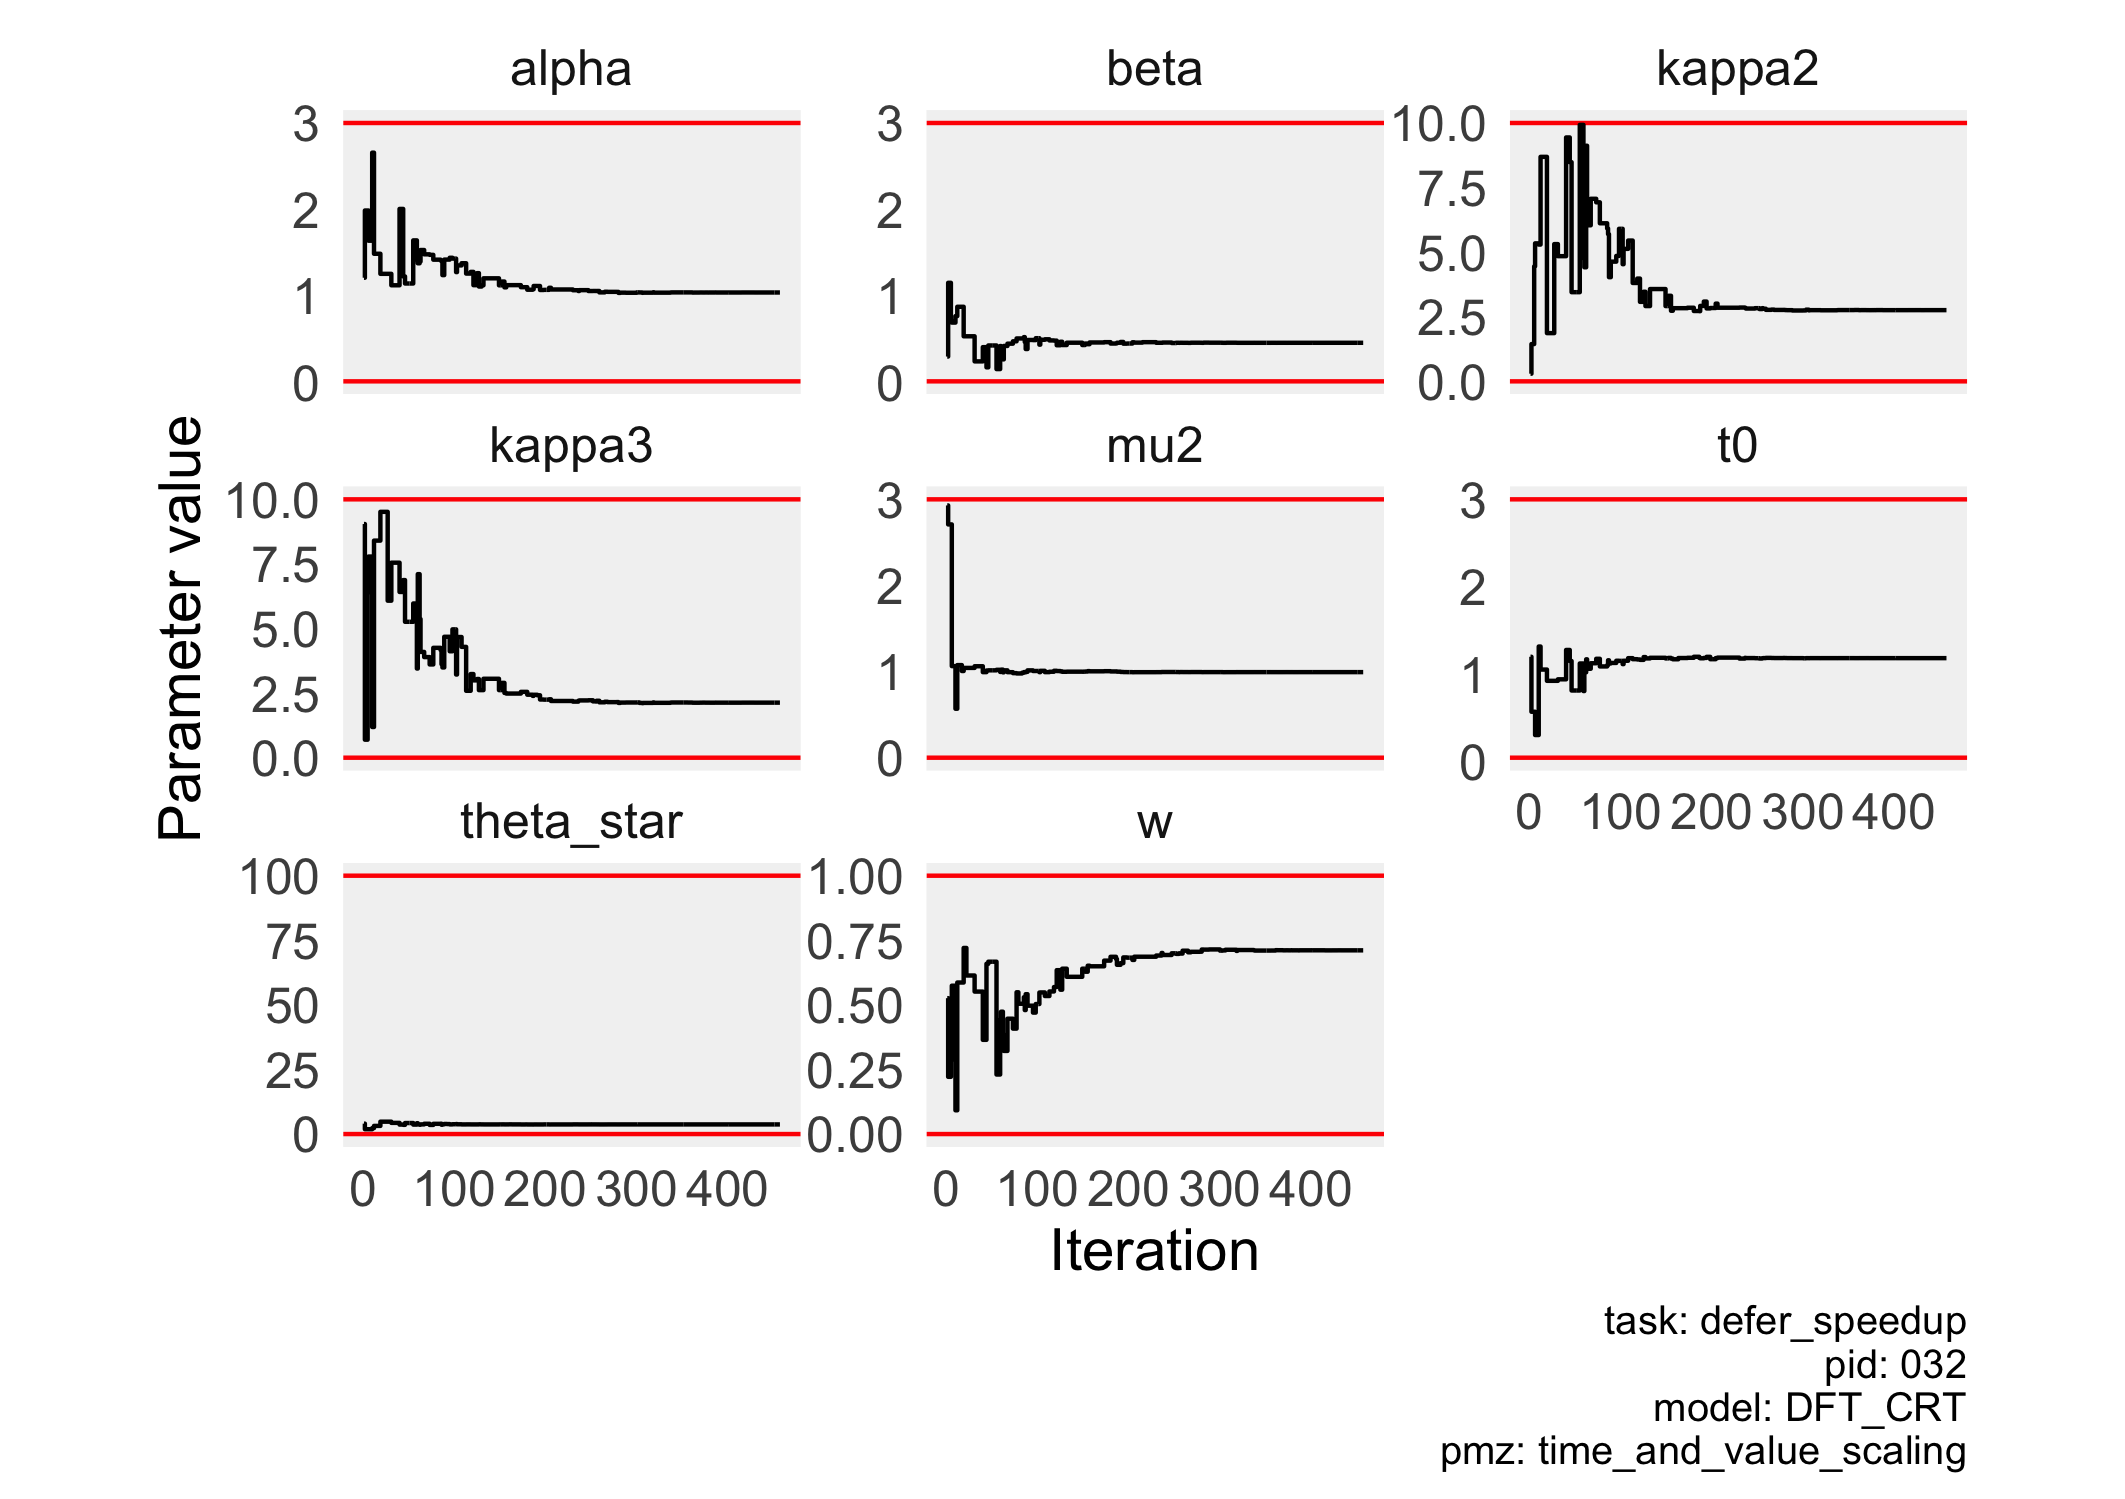 alpha
beta
kappa2
3
2
1
0
3
2
1
0
10.0
7.5
5.0
2.5
0.0
kappa3
mu2
t0
10.0
7.5
5.0
2.5
0.0
3
2
1
0
3
2
1
0
0 100 200 300 400
theta_star
w
100
75
50
25
0
1.00
0.75
0.50
0.25
0.00
0 100 200 300 400
0 100 200 300 400
Parameter value
Iteration
task: defer_speedup
pid: 032
model: DFT_CRT
pmz: time_and_value_scaling